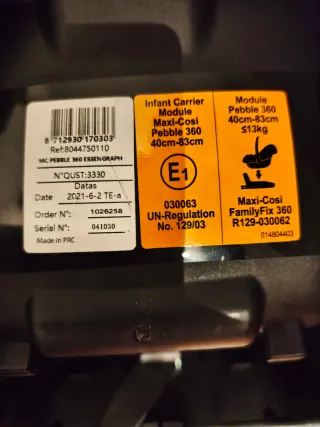 8 712930 170303
Ref:8044750110
MC PEBBLE 360 ESSENGRAPH
N°QUST:3330
Datas
Date 2021-6-2 TE-a
Order N°: 1026258
Serial N°: 041030
Made in PRC
Infant Carrier
Module
Maxi-Cosi
Pebble 360
40cm-83cm
E1
030063
UN-Regulation
No. 129/03
Module
Pebble 360
40cm-83cm
≤13kg
Maxi-Cosi
FamilyFix 360
R129-030062
014804403